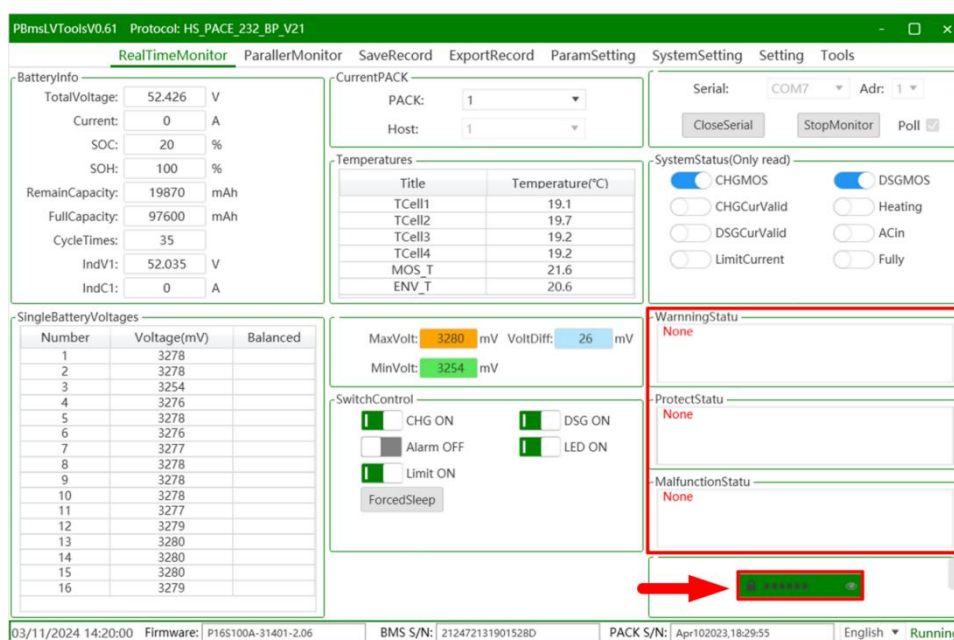 PBmsLVToolsV0.61 Protocol: HS_PACE_232_BP_V21
RealTimeMonitor ParallerMonitor SaveRecord ExportRecord ParamSetting SystemSetting Setting Tools
BatteryInfo
TotalVoltage: 52.426 V
Current: 0 A
SOC: 20 %
SOH: 100 %
RemainCapacity: 19870 mAh
FullCapacity: 97600 mAh
CycleTimes: 35
IndV1: 52.035 V
IndC1: 0 A
CurrentPACK
PACK: 1
Host: 1
Serial: COM7 Adr: 1
CloseSerial StopMonitor Poll
Temperatures
Title Temperature(℃)
TCell1 19.1
TCell2 19.7
TCell3 19.2
TCell4 19.2
MOS_T 21.6
ENV_T 20.6
SystemStatus(Only read)
CHGMOS DSGMOS
CHGCurValid Heating
DSGCurValid ACin
LimitCurrent Fully
SingleBatteryVoltages
Number Voltage(mV) Balanced
1 3278
2 3278
3 3254
4 3276
5 3278
6 3276
7 3277
8 3278
9 3278
10 3278
11 3277
12 3279
13 3280
14 3280
15 3280
16 3279
MaxVolt: 3280 mV VoltDiff: 26 mV
MinVolt: 3254 mV
SwitchControl
CHG ON DSG ON
Alarm OFF LED ON
Limit ON
ForcedSleep
WarnningStatu
None
ProtectStatu
None
MalfunctionStatu
None
03/11/2024 14:20:00 Firmware: P16S100A-31401-2.06 BMS S/N: 212472131901528D PACK S/N: Apr102023,18:29:55 English Running